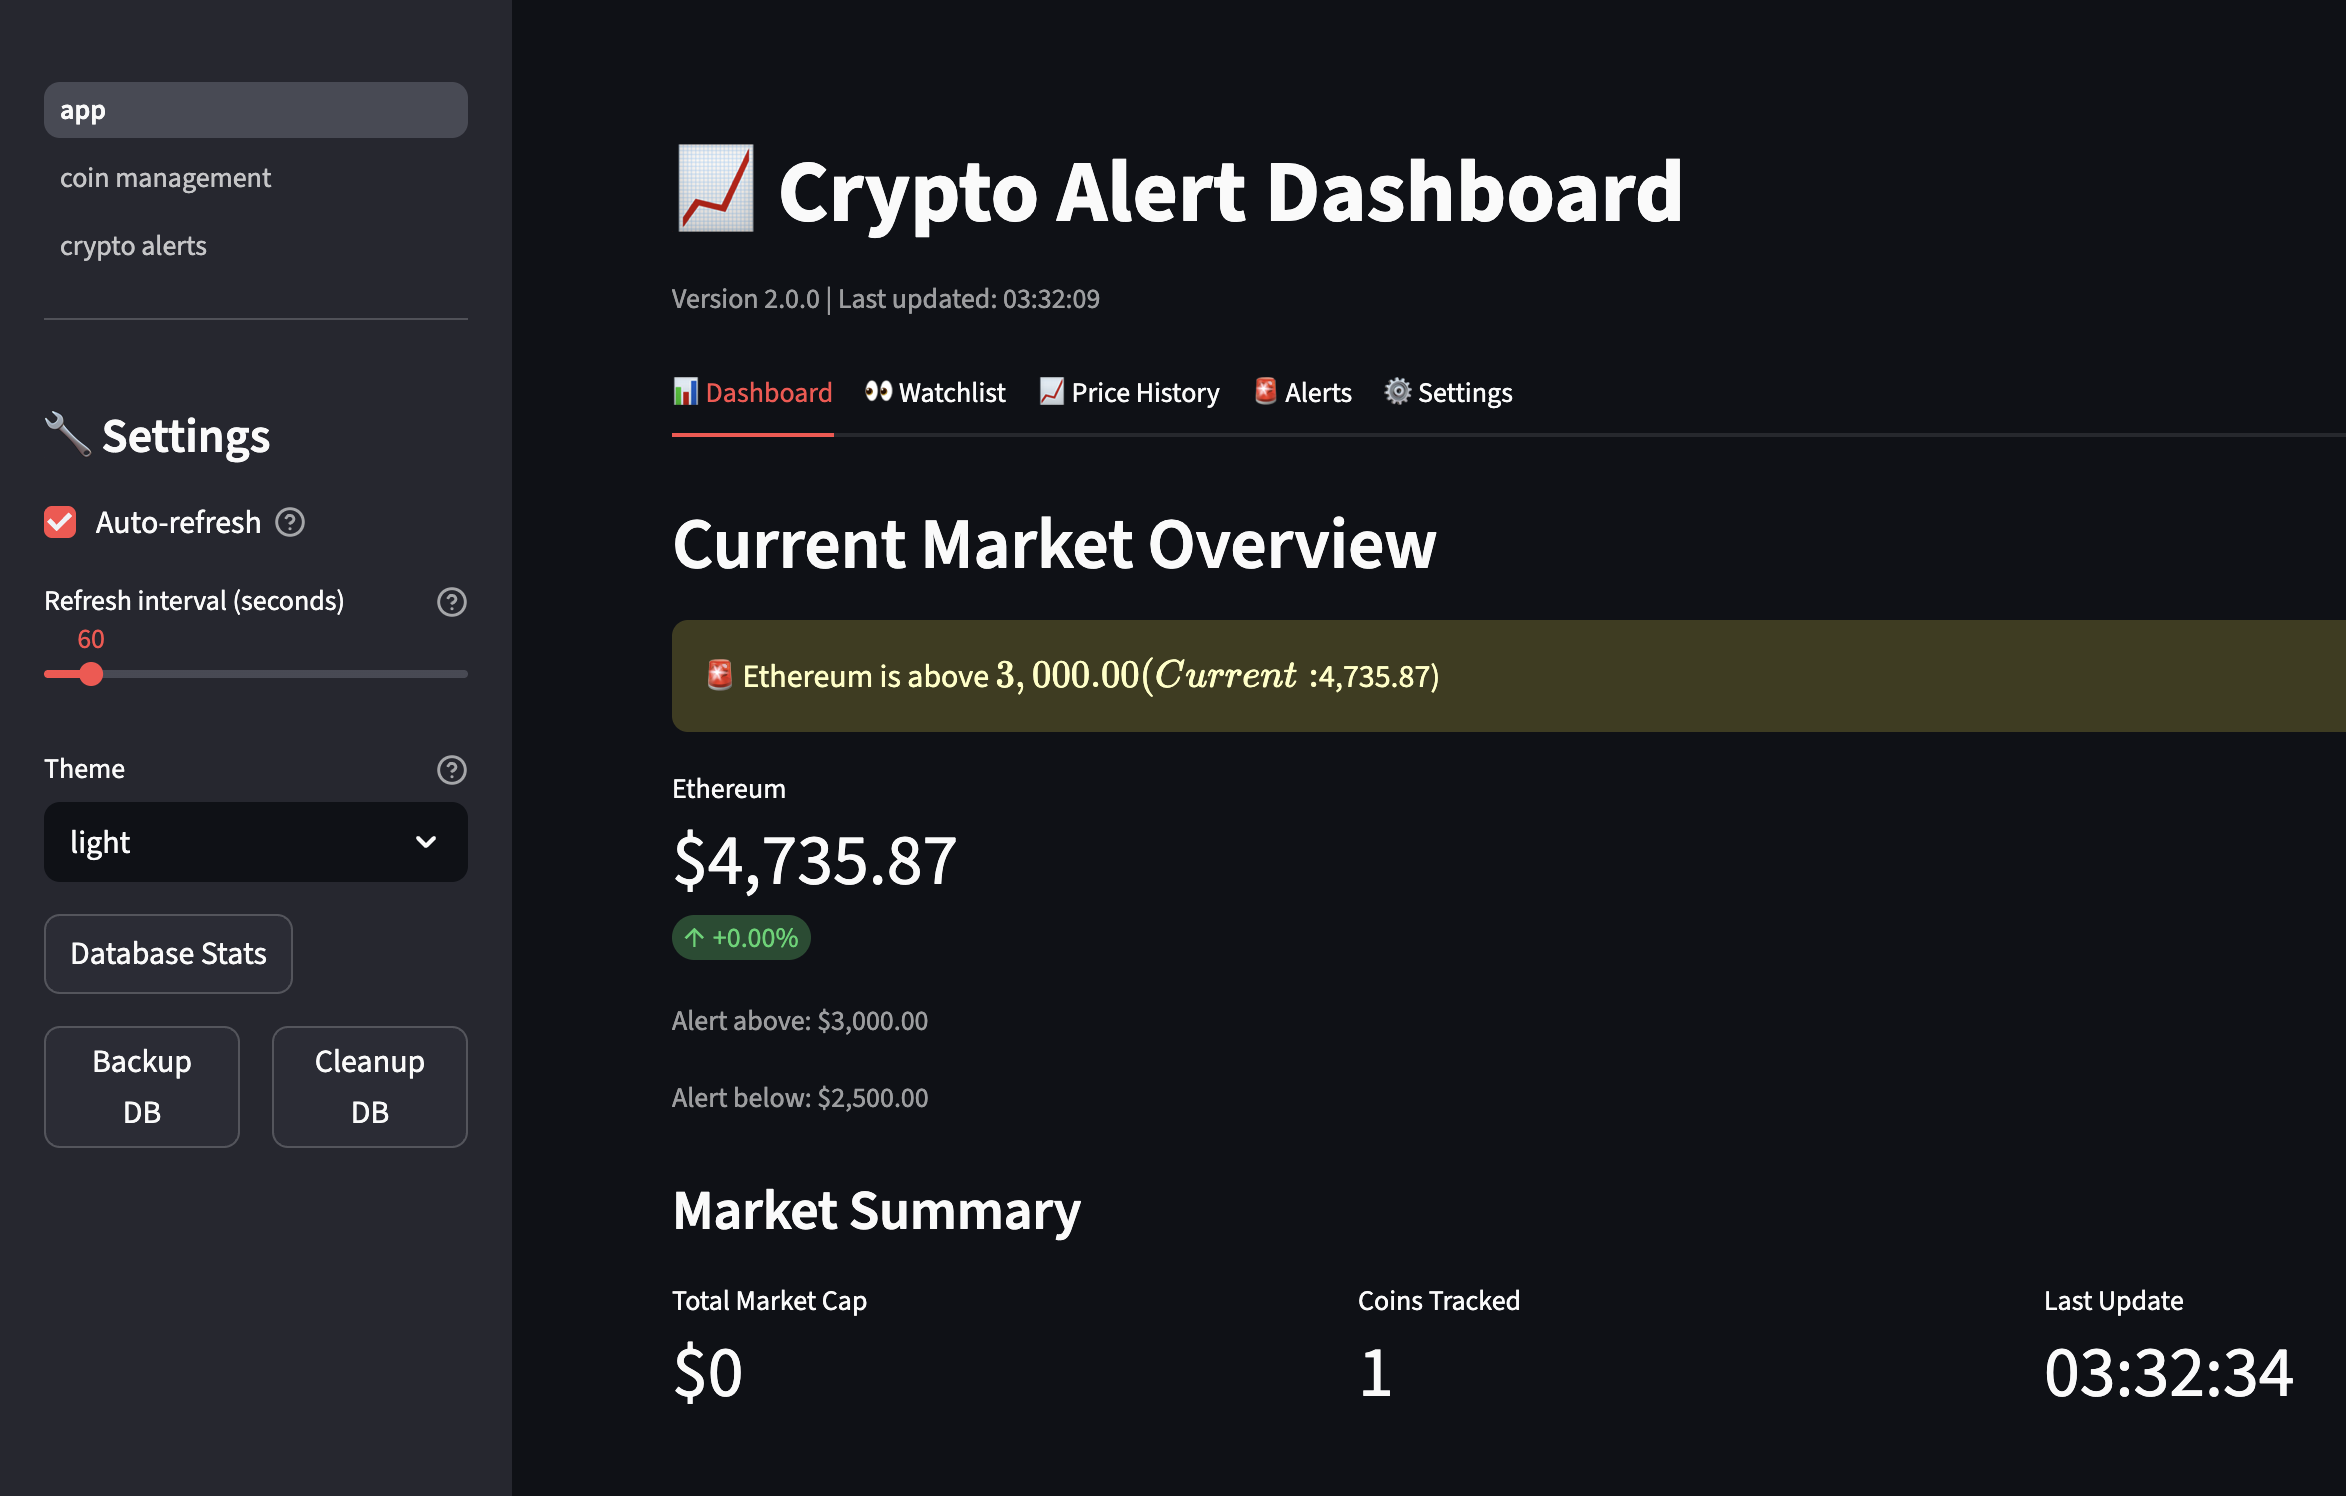 app
coin management
crypto alerts
Settings
Auto-refresh
Refresh interval (seconds)
60
Theme
light
Database Stats
Backup
DB
Cleanup
DB
Crypto Alert Dashboard
Version 2.0.0 | Last updated: 03:32:09
Dashboard Watchlist Price History Alerts Settings
Current Market Overview
Ethereum is above 3, 000.00(Current :4,735.87)
Ethereum
$4,735.87
↑ +0.00%
Alert above: $3,000.00
Alert below: $2,500.00
Market Summary
Total Market Cap
$0
Coins Tracked
1
Last Update
03:32:34